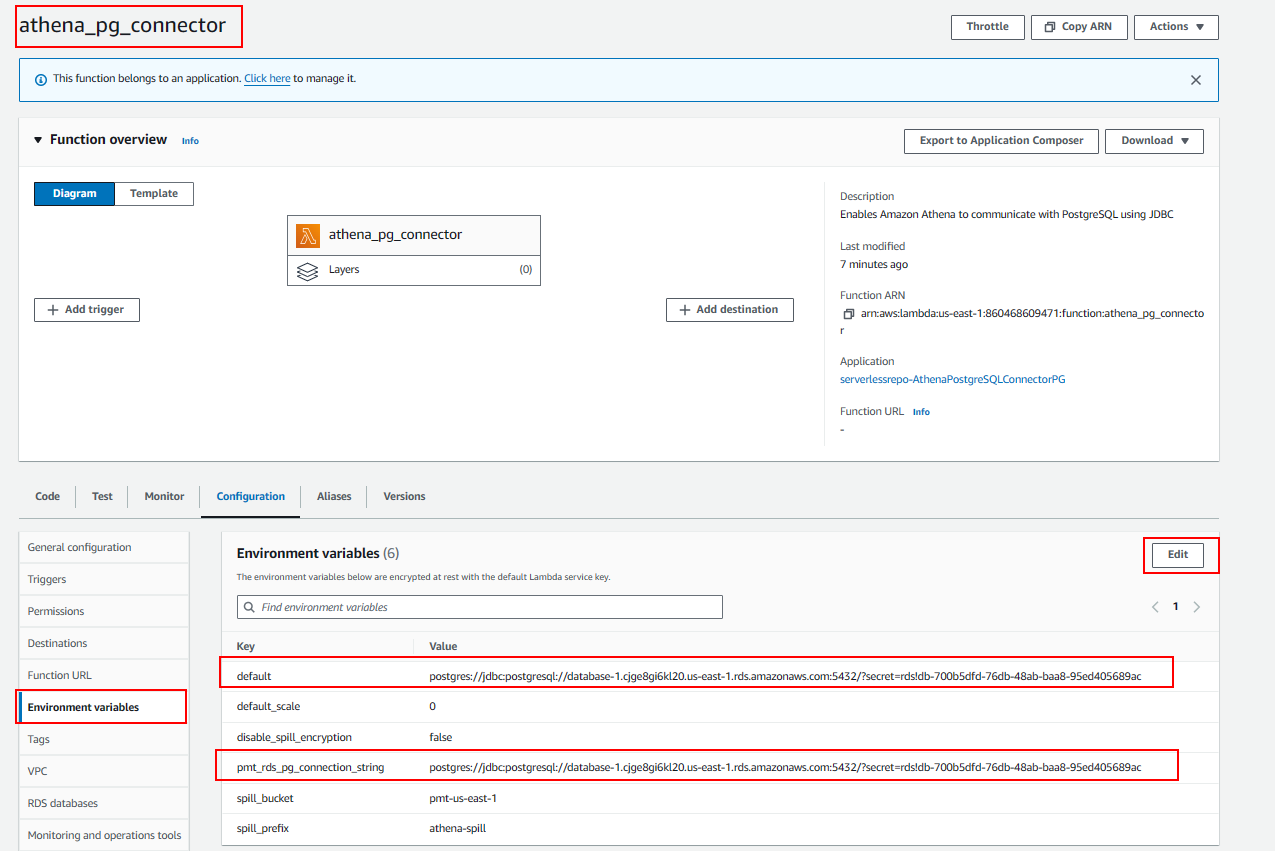 athena_pg_connector
Throttle
Copy ARN
Actions
This function belongs to an application. Click here to manage it.
Function overview Info
Export to Application Composer
Download
Diagram
Template
athena_pg_connector
Layers (0)
Add trigger
Add destination
Description
Enables Amazon Athena to communicate with PostgreSQL using JDBC
Last modified
7 minutes ago
Function ARN
arn:aws:lambda:us-east-1:860468609471:function:athena_pg_connecto
r
Application
serverlessrepo-AthenaPostgreSQLConnectorPG
Function URL Info
-
Code
Test
Monitor
Configuration
Aliases
Versions
General configuration
Triggers
Permissions
Destinations
Function URL
Environment variables
Tags
VPC
RDS databases
Monitoring and operations tools
Environment variables (6)
Edit
The environment variables below are encrypted at rest with the default Lambda service key.
Find environment variables
1
Key Value
default postgres://jdbc:postgresql://database-1.cjge8gi6kl20.us-east-1.rds.amazonaws.com:5432/?secret=rds!db-700b5dfd-76db-48ab-baa8-95ed405689ac
default_scale 0
disable_spill_encryption false
pmt_rds_pg_connection_string postgres://jdbc:postgresql://database-1.cjge8gi6kl20.us-east-1.rds.amazonaws.com:5432/?secret=rds!db-700b5dfd-76db-48ab-baa8-95ed405689ac
spill_bucket pmt-us-east-1
spill_prefix athena-spill